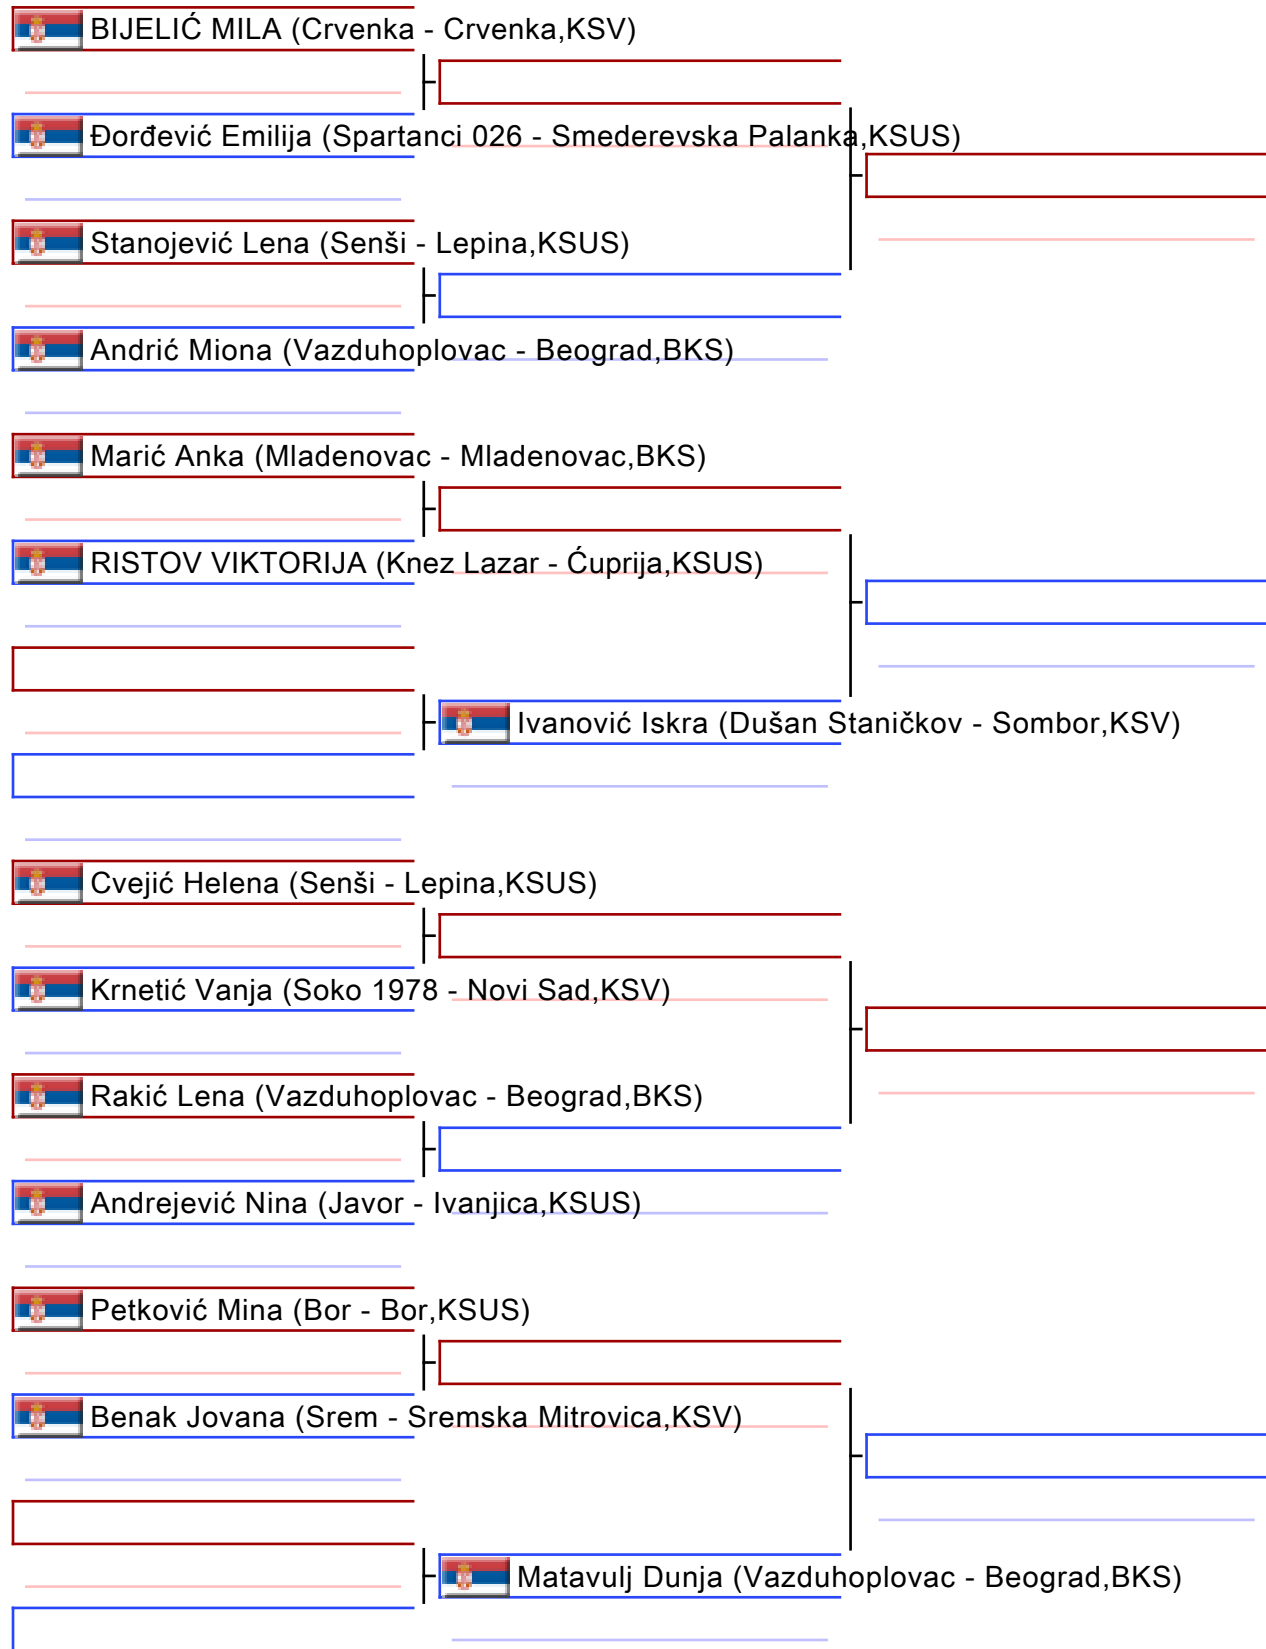 BIJELIĆ MILA (Crvenka - Crvenka,KSV)
Đorđević Emilija (Spartanci 026 - Smederevska Palanka,KSUS)
Stanojević Lena (Senši - Lepina,KSUS)
Andrić Miona (Vazduhoplovac - Beograd,BKS)
Marić Anka (Mladenovac - Mladenovac,BKS)
RISTOV VIKTORIJA (Knez Lazar - Ćuprija,KSUS)
Ivanović Iskra (Dušan Staničkov - Sombor,KSV)
Cvejić Helena (Senši - Lepina,KSUS)
Krnetić Vanja (Soko 1978 - Novi Sad,KSV)
Rakić Lena (Vazduhoplovac - Beograd,BKS)
Andrejević Nina (Javor - Ivanjica,KSUS)
Petković Mina (Bor - Bor,KSUS)
Benak Jovana (Srem - Sremska Mitrovica,KSV)
Matavulj Dunja (Vazduhoplovac - Beograd,BKS)